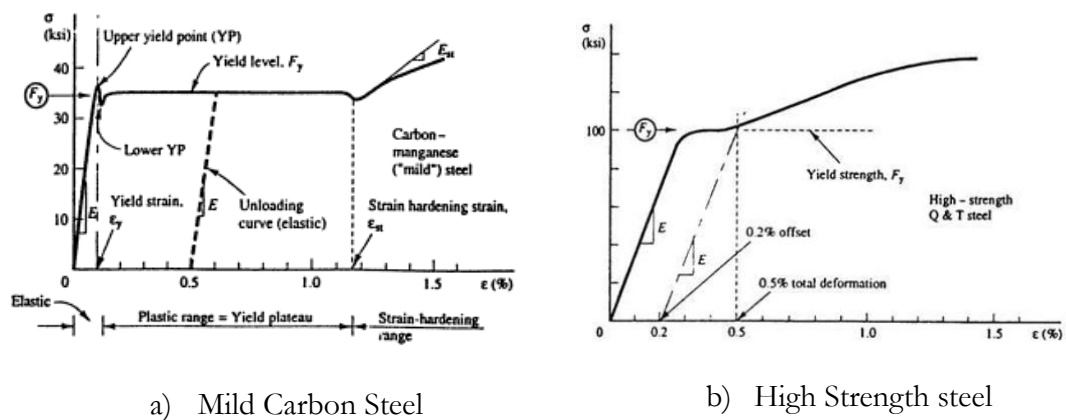 σ
(ksi)
Upper yield point (YP)
Yield level, Fy
Est
40
Fy
30
Lower YP
Carbon–
manganese
("mild") steel
20
Yield strain,
εy
E
Unloading
curve (elastic)
Strain hardening strain,
εst
10
E
0
0.5
1.0
1.5
ε (%)
Elastic
Plastic range = Yield plateau
Strain-hardening
range
a) Mild Carbon Steel
σ
(ksi)
Fy
100
Yield strength, Fy
High – strength
Q & T steel
E
E
0.2% offset
0.5% total deformation
0
0.2
0.5
1.0
1.5
ε (%)
b) High Strength steel